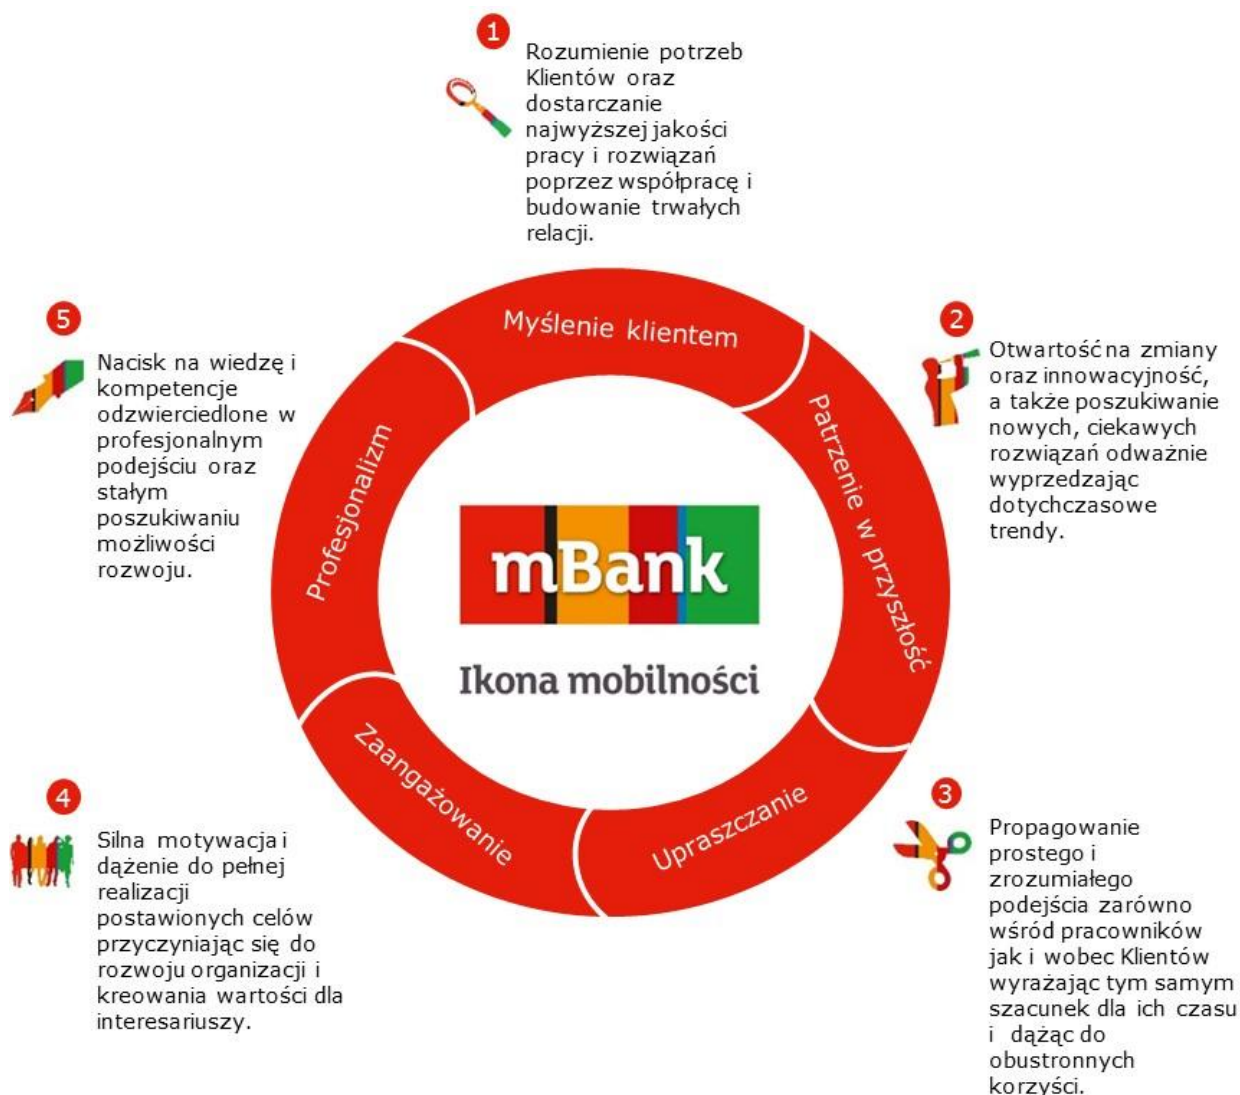 1
Rozumienie potrzeb
Klientów oraz
dostarczanie
najwyższej jakości
pracy i rozwiązań
poprzez współpracę i
budowanie trwałych
relacji.
Myślenie klientem
2
Otwartość na zmiany
oraz innowacyjność,
a także poszukiwanie
nowych, ciekawych
rozwiązań odważnie
wyprzedzając
dotychczasowe
trendy.
Patrzenie w przyszłość
3
Propagowanie
prostego i
zrozumiałego
podejścia zarówno
wśród pracowników
jak i wobec Klientów
wyrażając tym samym
szacunek dla ich czasu
i dążąc do
obustronnych
korzyści.
Upraszczanie
4
Silna motywacja i
dążenie do pełnej
realizacji
postawionych celów
przyczyniając się do
rozwoju organizacji i
kreowania wartości dla
interesariuszy.
Zaangażowanie
5
Nacisk na wiedzę i
kompetencje
odzwierciedlone w
profesjonalnym
podejściu oraz
stałym
poszukiwaniu
możliwości
rozwoju.
Profesjonalizm
mBank
Ikona mobilności